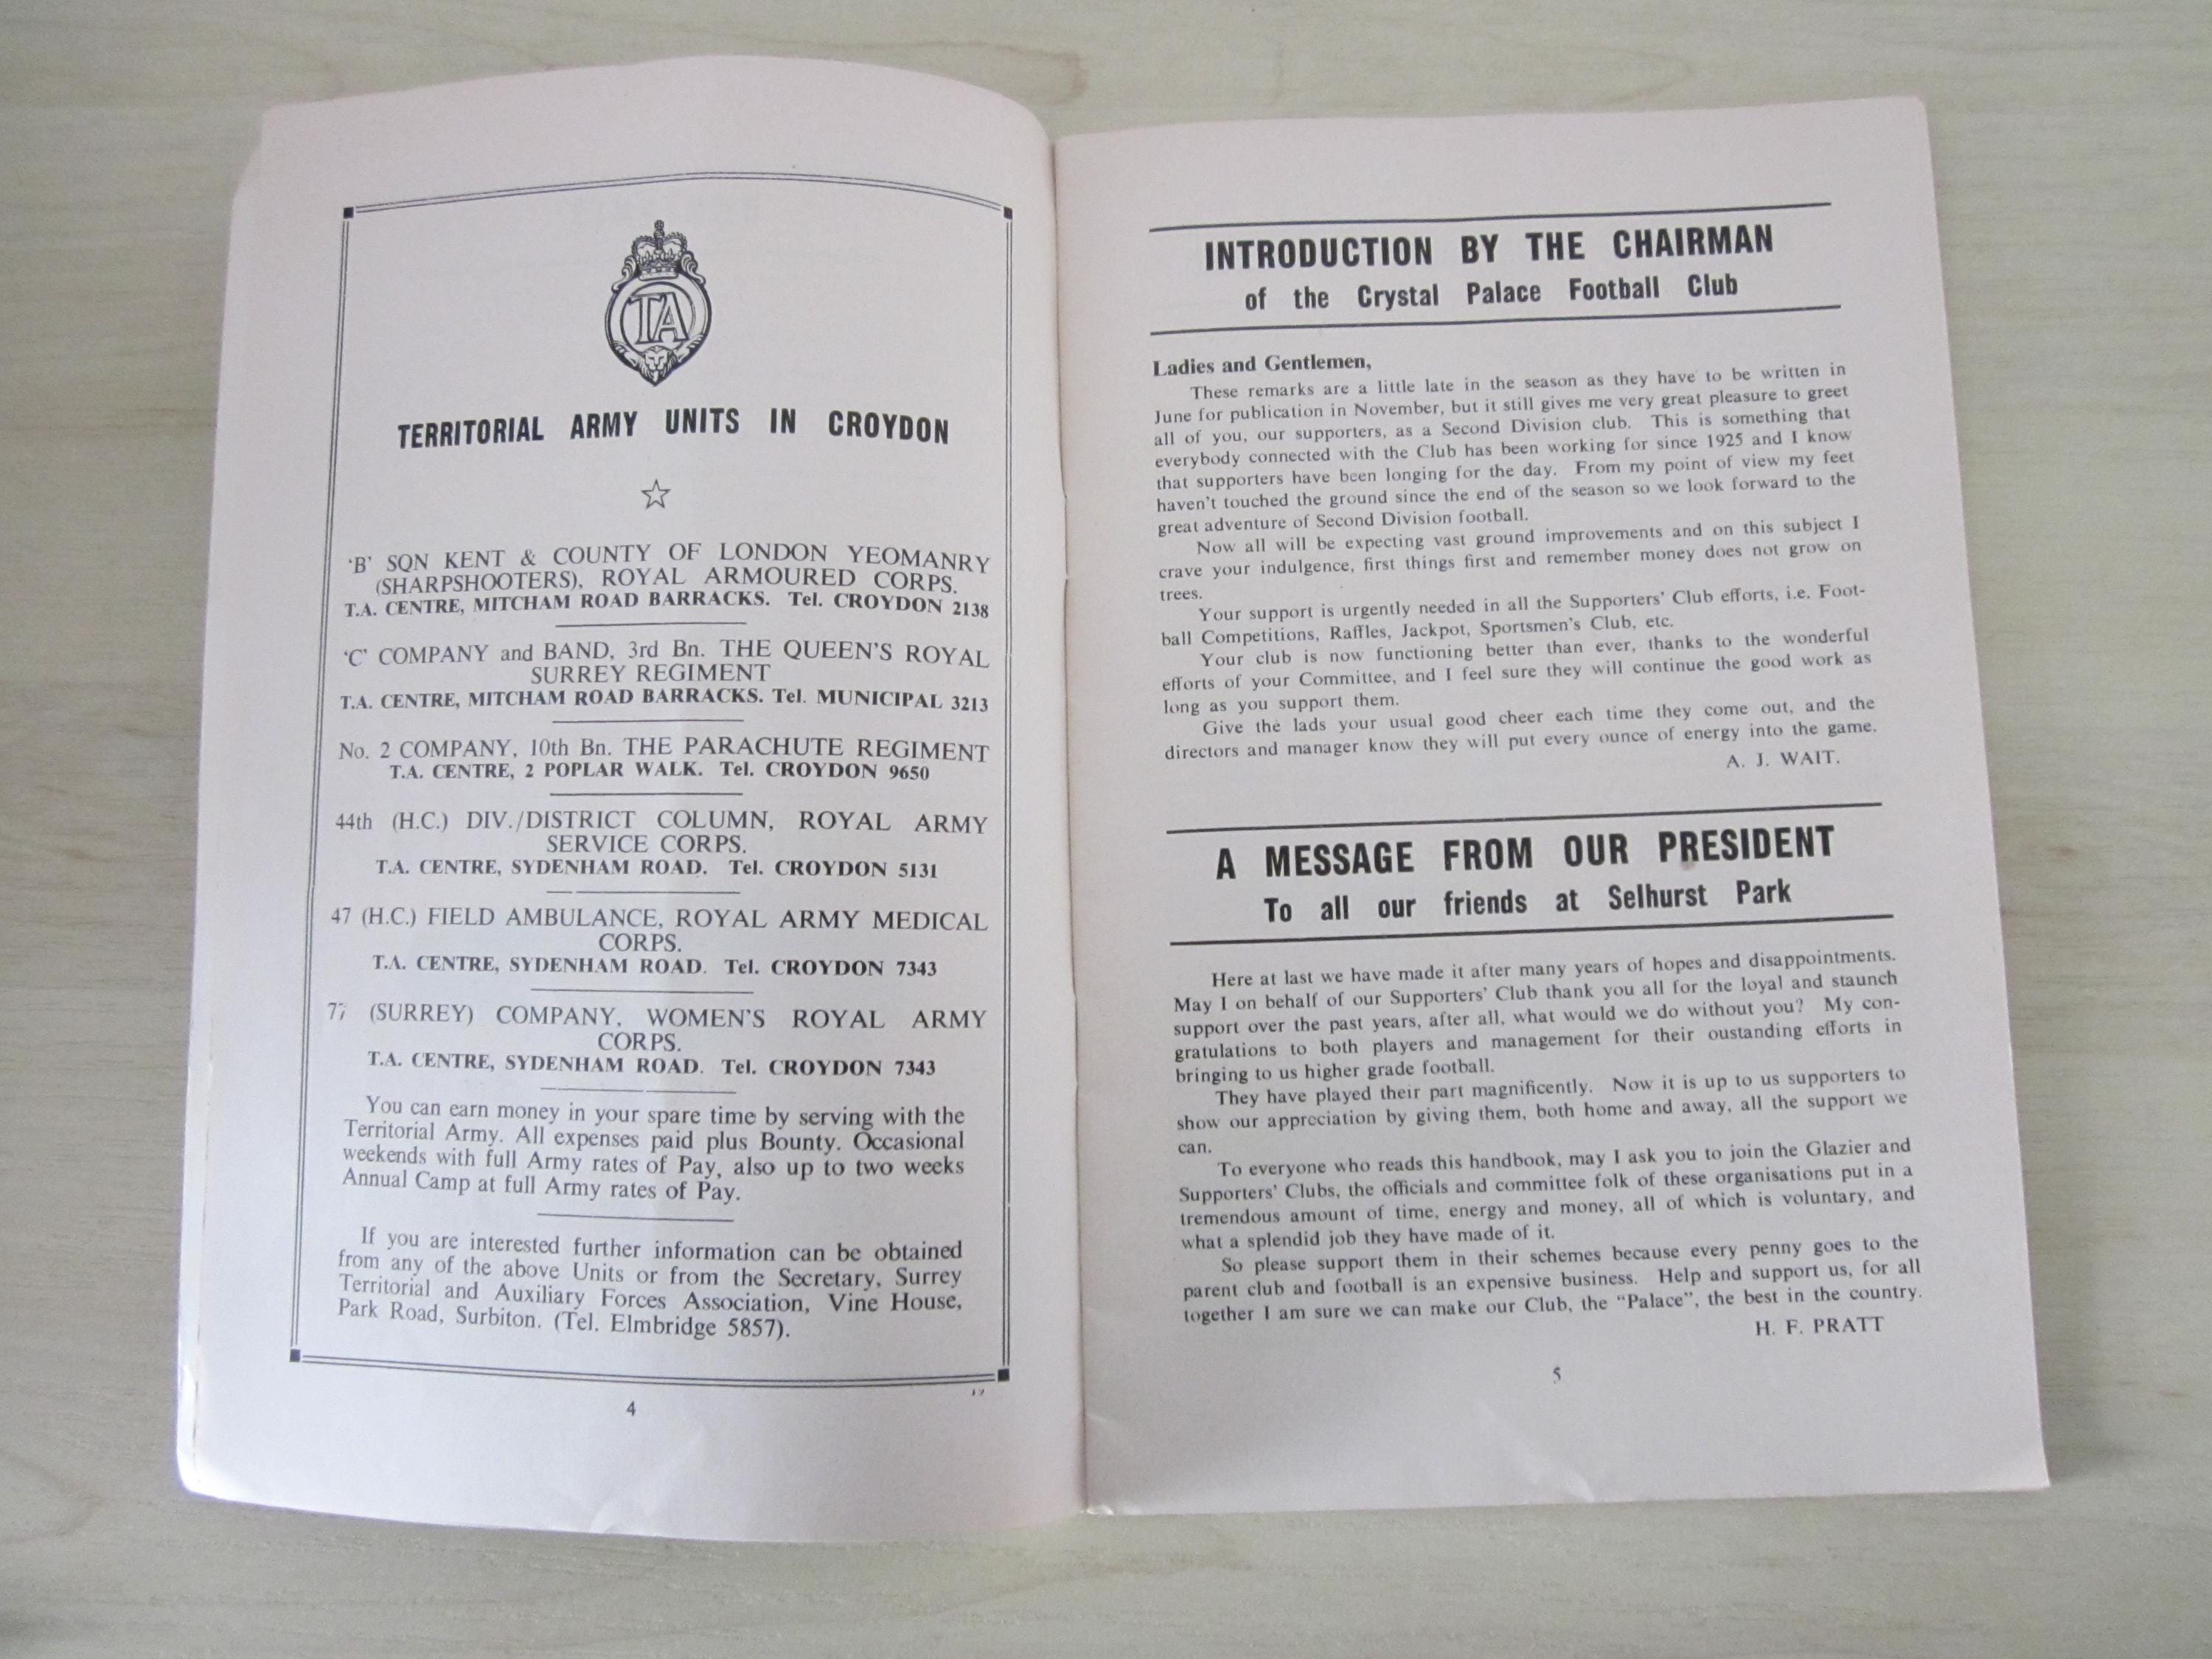 TA
TERRITORIAL ARMY UNITS IN CROYDON
'B' SQN KENT & COUNTY OF LONDON YEOMANRY
(SHARPSHOOTERS), ROYAL ARMOURED CORPS.
T.A. CENTRE, MITCHAM ROAD BARRACKS. Tel. CROYDON 2138
'C' COMPANY and BAND, 3rd Bn. THE QUEEN'S ROYAL
SURREY REGIMENT
T.A. CENTRE, MITCHAM ROAD BARRACKS. Tel. MUNICIPAL 3213
No. 2 COMPANY, 10th Bn. THE PARACHUTE REGIMENT
T.A. CENTRE, 2 POPLAR WALK. Tel. CROYDON 9650
44th (H.C.) DIV./DISTRICT COLUMN, ROYAL ARMY
SERVICE CORPS.
T.A. CENTRE, SYDENHAM ROAD. Tel. CROYDON 5131
47 (H.C.) FIELD AMBULANCE, ROYAL ARMY MEDICAL
CORPS.
T.A. CENTRE, SYDENHAM ROAD. Tel. CROYDON 7343
77 (SURREY) COMPANY, WOMEN'S ROYAL ARMY
CORPS.
T.A. CENTRE, SYDENHAM ROAD. Tel. CROYDON 7343
You can earn money in your spare time by serving with the
Territorial Army. All expenses paid plus Bounty. Occasional
weekends with full Army rates of Pay, also up to two weeks
Annual Camp at full Army rates of Pay.
If you are interested further information can be obtained
from any of the above Units or from the Secretary, Surrey
Territorial and Auxiliary Forces Association, Vine House,
Park Road, Surbiton. (Tel. Elmbridge 5857).
4
INTRODUCTION BY THE CHAIRMAN
of the Crystal Palace Football Club
Ladies and Gentlemen,
These remarks are a little late in the season as they have to be written in
June for publication in November, but it still gives me very great pleasure to greet
all of you, our supporters, as a Second Division club. This is something that
everybody connected with the Club has been working for since 1925 and I know
that supporters have been longing for the day. From my point of view my feet
haven't touched the ground since the end of the season so we look forward to the
great adventure of Second Division football.
Now all will be expecting vast ground improvements and on this subject I
crave your indulgence, first things first and remember money does not grow on
trees.
Your support is urgently needed in all the Supporters' Club efforts, i.e. Foot-
ball Competitions, Raffles, Jackpot, Sportsmen's Club, etc.
Your club is now functioning better than ever, thanks to the wonderful
efforts of your Committee, and I feel sure they will continue the good work as
long as you support them.
Give the lads your usual good cheer each time they come out, and the
directors and manager know they will put every ounce of energy into the game.
A. J. WAIT.
A MESSAGE FROM OUR PRESIDENT
To all our friends at Selhurst Park
Here at last we have made it after many years of hopes and disappointments.
May I on behalf of our Supporters' Club thank you all for the loyal and staunch
support over the past years, after all, what would we do without you? My con-
gratulations to both players and management for their oustanding efforts in
bringing to us higher grade football.
They have played their part magnificently. Now it is up to us supporters to
show our appreciation by giving them, both home and away, all the support we
can.
To everyone who reads this handbook, may I ask you to join the Glazier and
Supporters' Clubs, the officials and committee folk of these organisations put in a
tremendous amount of time, energy and money, all of which is voluntary, and
what a splendid job they have made of it.
So please support them in their schemes because every penny goes to the
parent club and football is an expensive business. Help and support us, for all
together I am sure we can make our Club, the "Palace", the best in the country.
H. F. PRATT
5